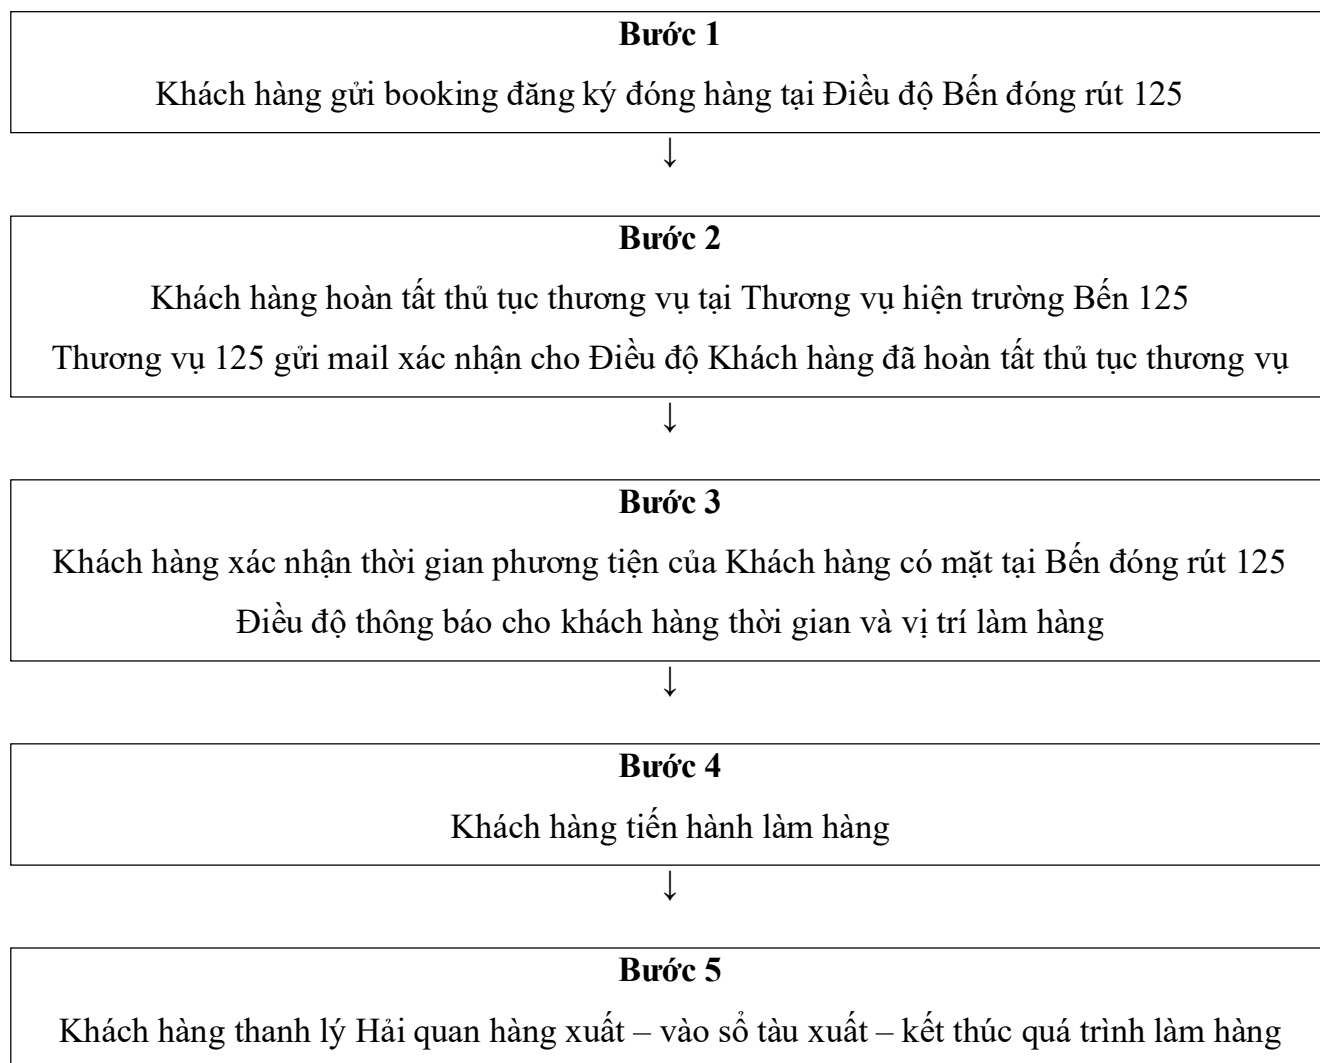 Bước 1
Khách hàng gửi booking đăng ký đóng hàng tại Điều độ Bến đóng rút 125
↓
Bước 2
Khách hàng hoàn tất thủ tục thương vụ tại Thương vụ hiện trường Bến 125
Thương vụ 125 gửi mail xác nhận cho Điều độ Khách hàng đã hoàn tất thủ tục thương vụ
↓
Bước 3
Khách hàng xác nhận thời gian phương tiện của Khách hàng có mặt tại Bến đóng rút 125
Điều độ thông báo cho khách hàng thời gian và vị trí làm hàng
↓
Bước 4
Khách hàng tiến hành làm hàng
↓
Bước 5
Khách hàng thanh lý Hải quan hàng xuất – vào sổ tàu xuất – kết thúc quá trình làm hàng